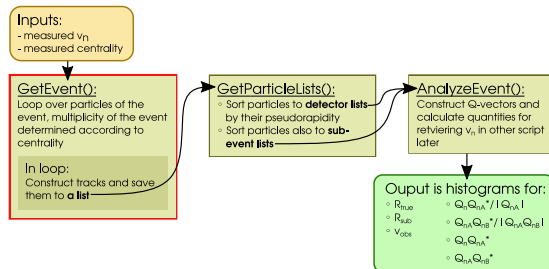 Inputs:
- measured vn
- measured centrality
GetEvent():
Loop over particles of the
event, multiplicity of the event
determined according to
centrality
In loop:
Construct tracks and save
them to a list
GetParticleLists():
◦ Sort particles to detector lists
by their pseudorapidity
◦ Sort particles also to sub-
event lists
AnalyzeEvent():
Construct Q-vectors and
calculate quantities for
retrviering vn in other script
later
Ouput is histograms for:
◦ Rtrue
◦ Rsub
◦ vobs
◦ QnQnA*/|QnA|
◦ QnAQnB*/|QnAQnB|
◦ QnQnA*
◦ QnAQnB*